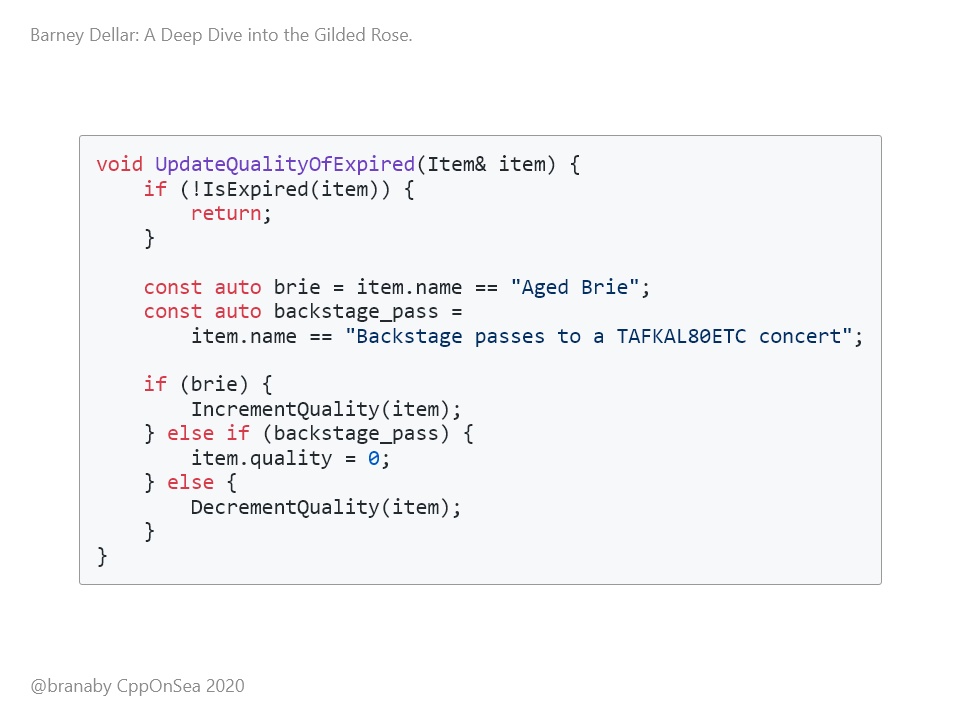 Barney Dellar: A Deep Dive into the Gilded Rose.
void UpdateQualityOfExpired(Item& item) {
    if (!IsExpired(item)) {
        return;
    }

    const auto brie = item.name == "Aged Brie";
    const auto backstage_pass =
        item.name == "Backstage passes to a TAFKAL80ETC concert";

    if (brie) {
        IncrementQuality(item);
    } else if (backstage_pass) {
        item.quality = 0;
    } else {
        DecrementQuality(item);
    }
}
@branaby CppOnSea 2020